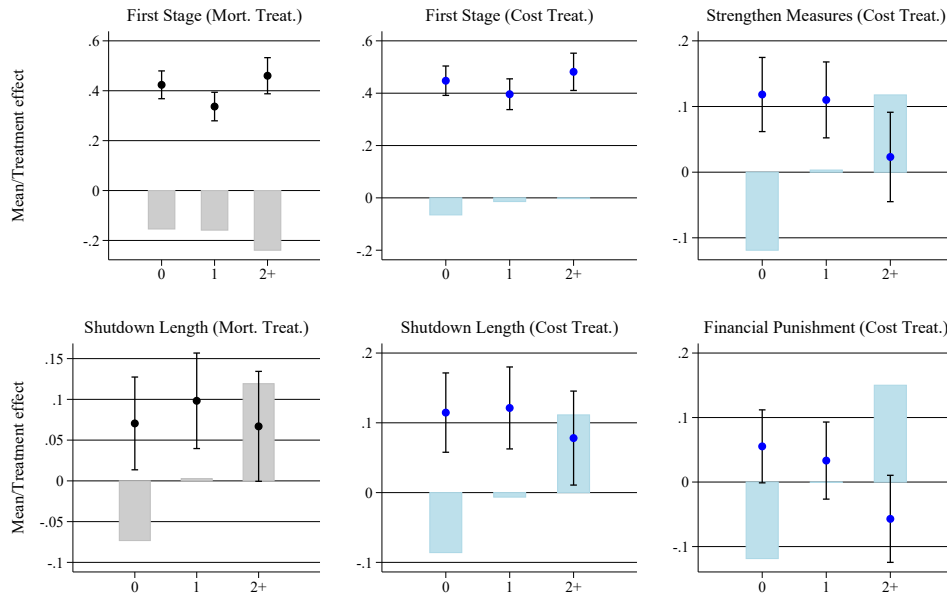 First Stage (Mort. Treat.)
Mean/Treatment effect
.6
.4
.2
0
-.2
0 1 2+
First Stage (Cost Treat.)
.6
.4
.2
0
-.2
0 1 2+
Strengthen Measures (Cost Treat.)
.2
0.1
0
-.1
0 1 2+
Shutdown Length (Mort. Treat.)
Mean/Treatment effect
.15
.1
0.05
0
-.05
-.1
0 1 2+
Shutdown Length (Cost Treat.)
.2
0.1
0
-.1
0 1 2+
Financial Punishment (Cost Treat.)
.2
.1
0
-.1
0 1 2+